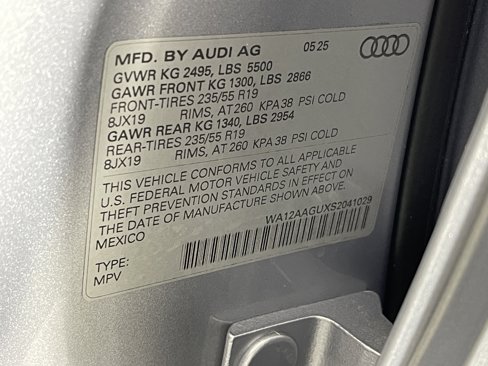 MFD. BY AUDI AG 05 25
GVWR KG 2495, LBS 5500
GAWR FRONT KG 1300, LBS 2866
FRONT-TIRES 235/55 R19
8JX19 RIMS, AT 260 KPA 38 PSI COLD
GAWR REAR KG 1340, LBS 2954
REAR-TIRES 235/55 R19
8JX19 RIMS, AT 260 KPA 38 PSI COLD
THIS VEHICLE CONFORMS TO ALL APPLICABLE
U.S. FEDERAL MOTOR VEHICLE SAFETY AND
THEFT PREVENTION STANDARDS IN EFFECT ON
THE DATE OF MANUFACTURE SHOWN ABOVE.
MEXICO WA12AAGUXS2041029
TYPE:
MPV